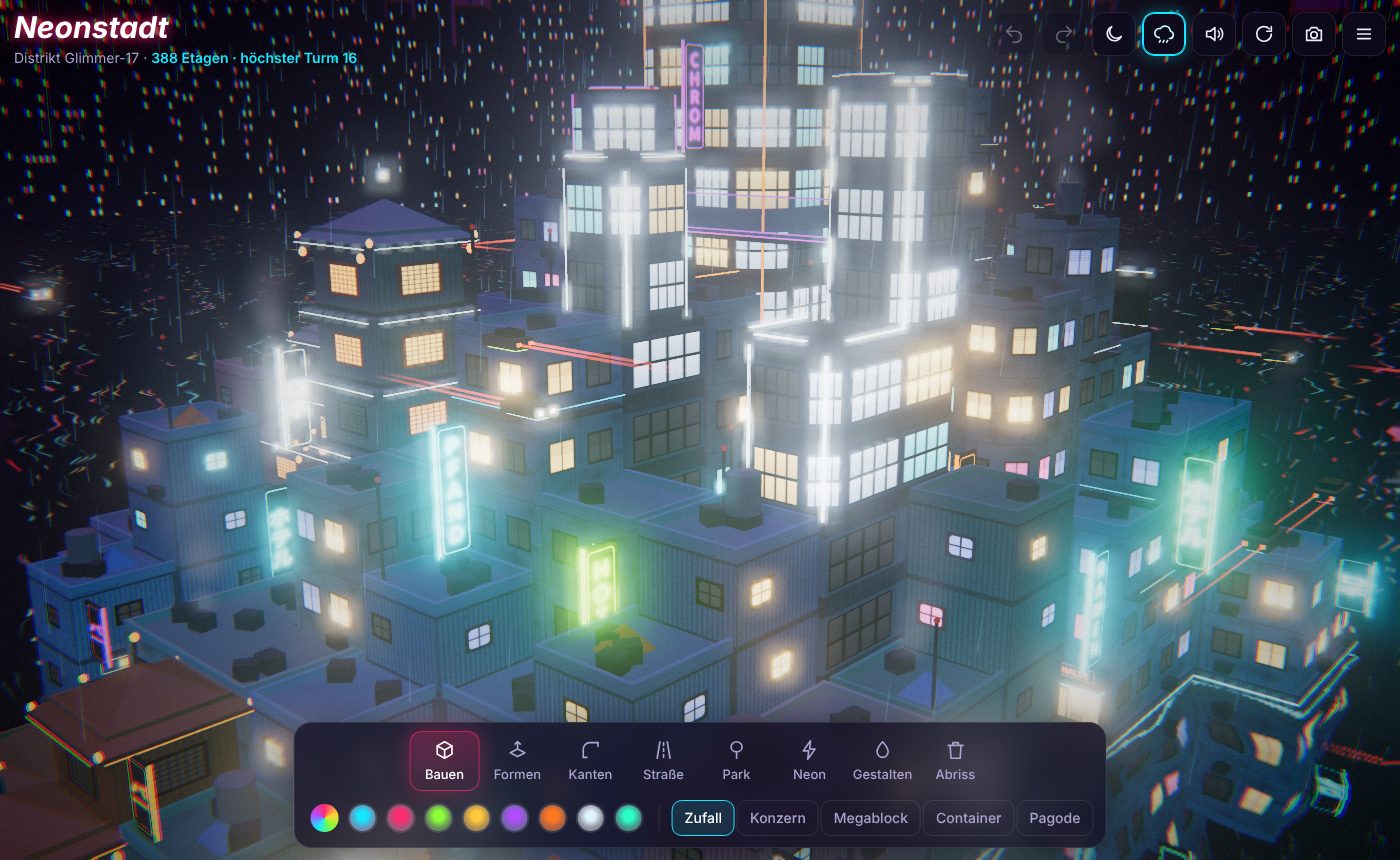 Neonstadt
Distrikt Glimmer-17 · 388 Etagen · höchster Turm 16
CHROM
PFAND
Bauen
Formen
Kanten
Straße
Park
Neon
Gestalten
Abriss
Zufall
Konzern
Megablock
Container
Pagode